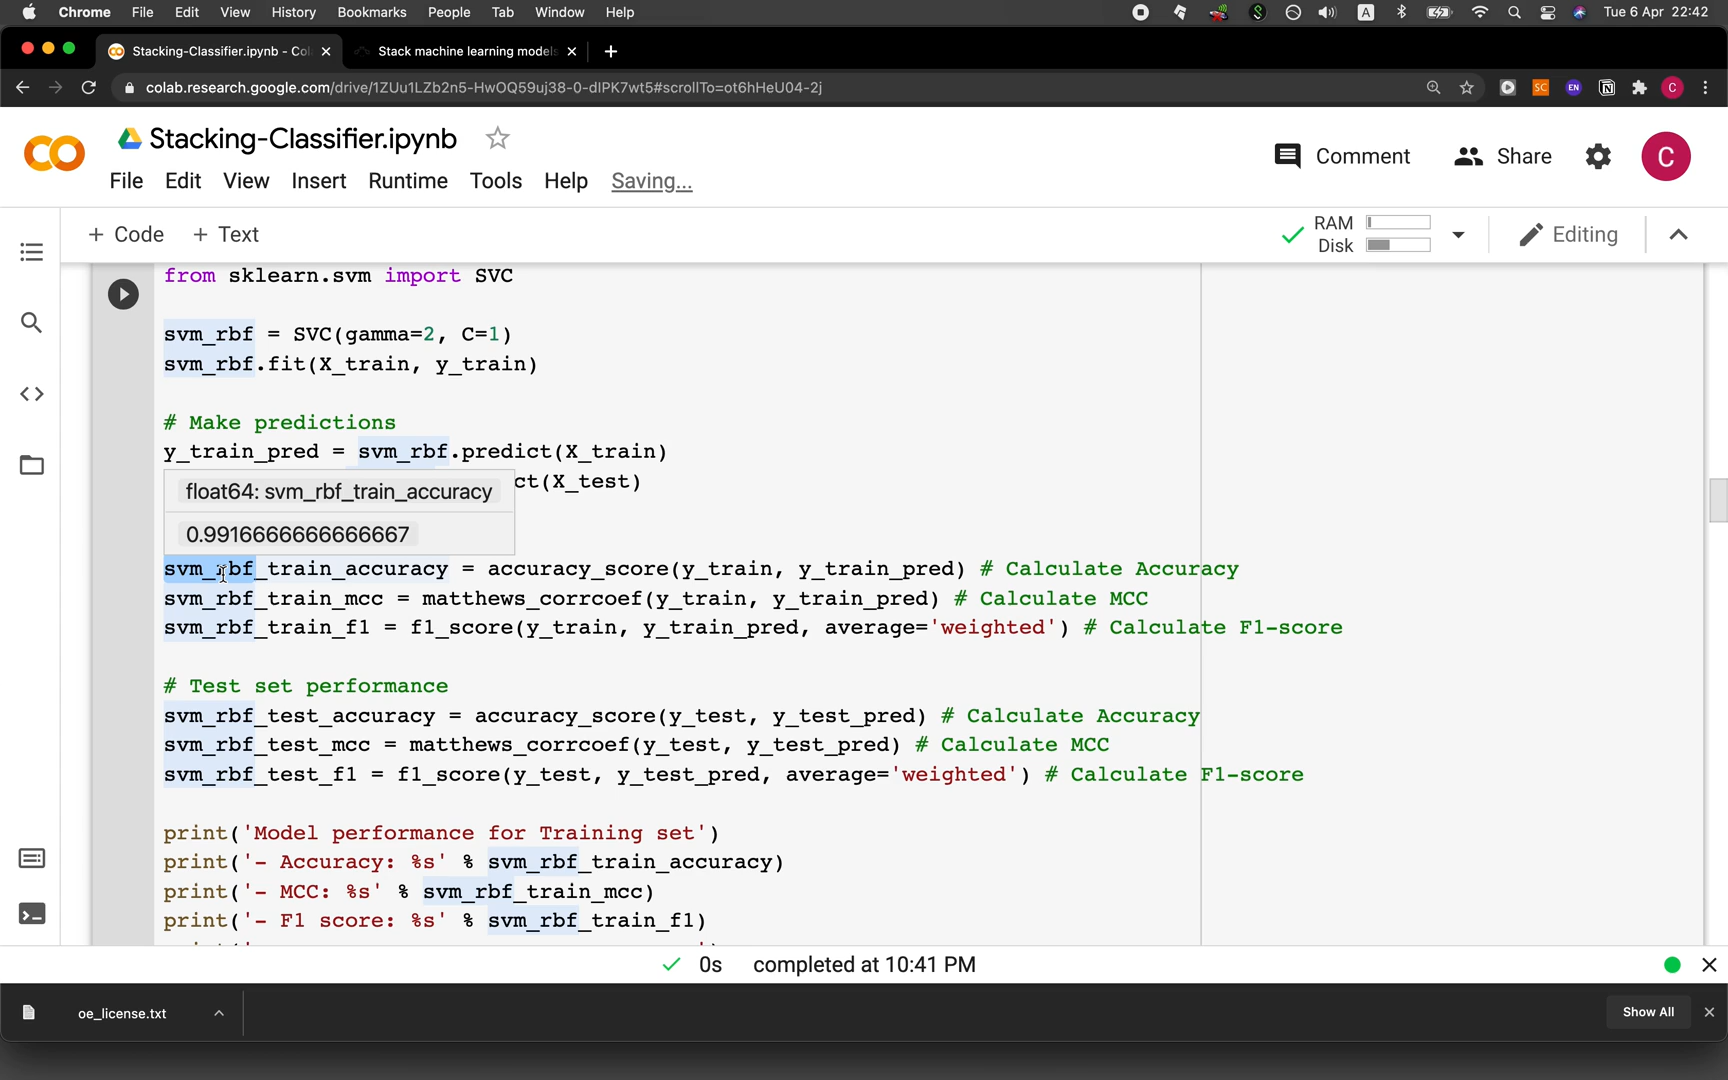 Chrome File Edit View History Bookmarks People Tab Window Help A Tue 6 Apr 22:42
Stacking-Classifier.ipynb - Col Stack machine learning models
colab.research.google.com/drive/1ZUu1LZb2n5-HwOQ59uj38-0-dIPK7wt5#scrollTo=ot6hHeU04-2j SC EN C
Stacking-Classifier.ipynb
Comment Share C
File Edit View Insert Runtime Tools Help Saving...
+ Code + Text RAM Disk Editing
from sklearn.svm import SVC
svm_rbf = SVC(gamma=2, C=1)
svm_rbf.fit(X_train, y_train)
# Make predictions
y_train_pred = svm_rbf.predict(X_train)
ct(X_test)
float64: svm_rbf_train_accuracy
0.9916666666666667
svm_rbf_train_accuracy = accuracy_score(y_train, y_train_pred) # Calculate Accuracy
svm_rbf_train_mcc = matthews_corrcoef(y_train, y_train_pred) # Calculate MCC
svm_rbf_train_f1 = f1_score(y_train, y_train_pred, average='weighted') # Calculate F1-score
# Test set performance
svm_rbf_test_accuracy = accuracy_score(y_test, y_test_pred) # Calculate Accuracy
svm_rbf_test_mcc = matthews_corrcoef(y_test, y_test_pred) # Calculate MCC
svm_rbf_test_f1 = f1_score(y_test, y_test_pred, average='weighted') # Calculate F1-score
print('Model performance for Training set')
print('- Accuracy: %s' % svm_rbf_train_accuracy)
print('- MCC: %s' % svm_rbf_train_mcc)
print('- F1 score: %s' % svm_rbf_train_f1)
0s completed at 10:41 PM
oe_license.txt Show All